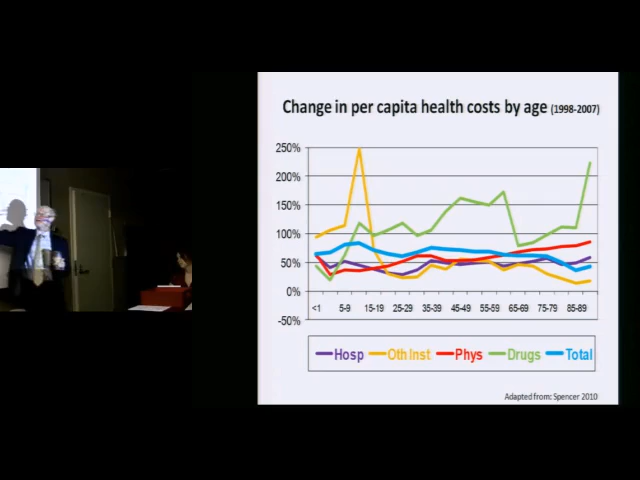 Change in per capita health costs by age (1998-2007)
250%
200%
150%
100%
50%
0%
-50%
<1 5-9 15-19 25-29 35-39 45-49 55-59 65-69 75-79 85-89
Hosp Oth Inst Phys Drugs Total
Adapted from: Spencer 2010